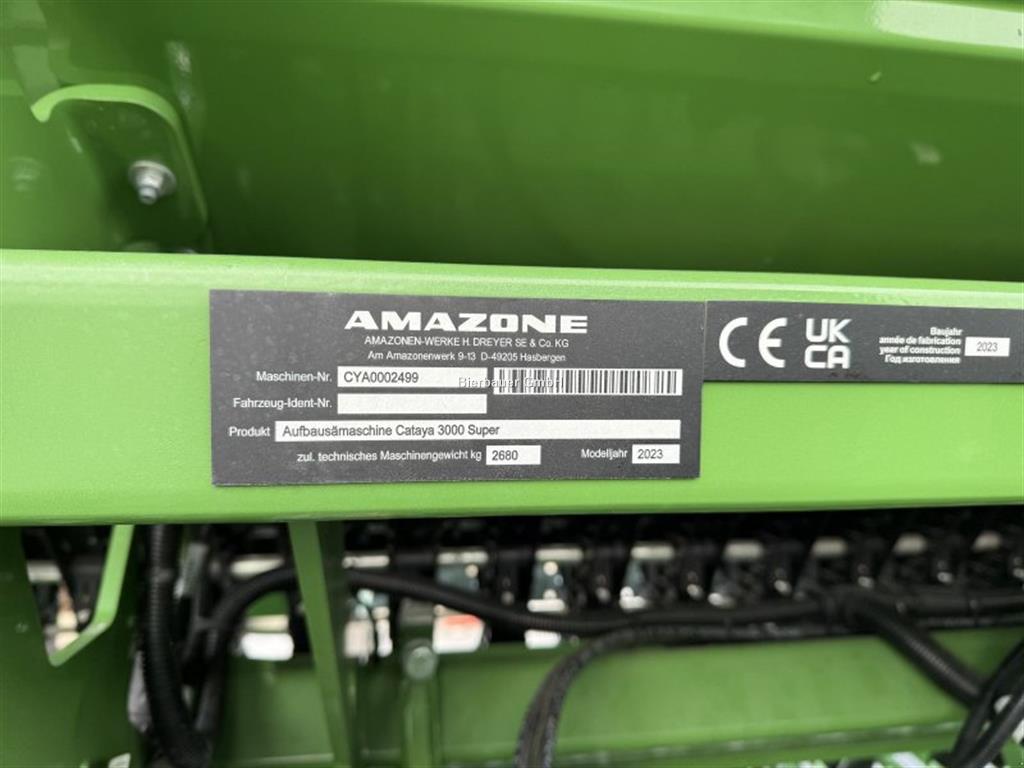 AMAZONE
AMAZONEN-WERKE H. DREYER SE & Co. KG
Am Amazonenwerk 9-13 D-49205 Hasbergen
Maschinen-Nr. CYA0002499
Bierbauer GmbH
Fahrzeug-Ident-Nr.
Produkt Aufbausämaschine Cataya 3000 Super
zul. technisches Maschinengewicht kg 2680 Modelljahr 2023
CE UK CA
Baujahr
année de fabrication
year of construction
Год изготовления
2023